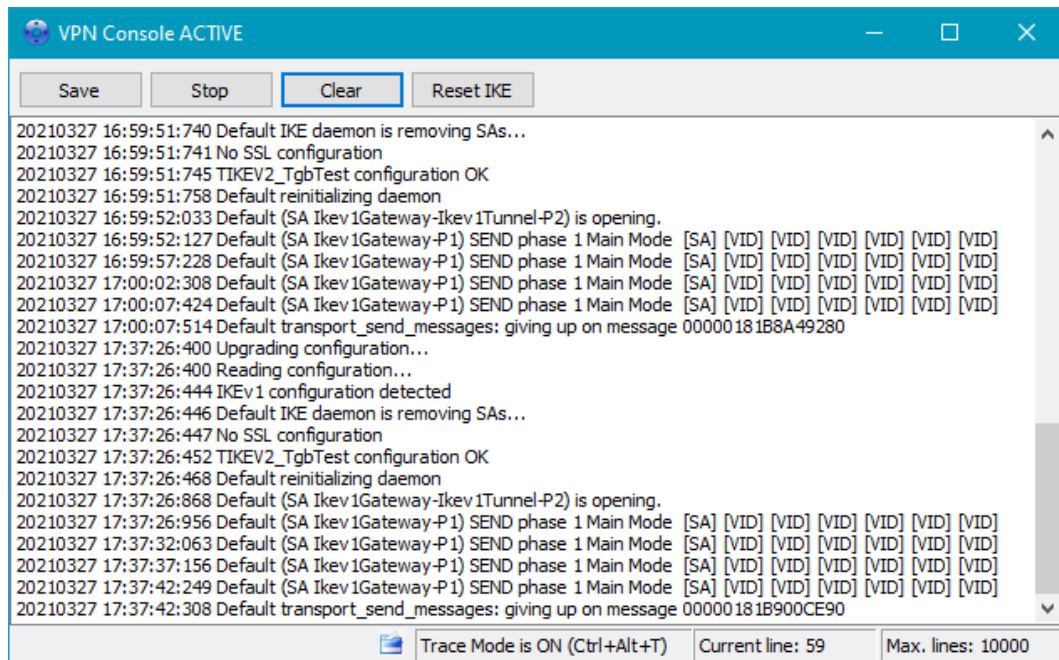 VPN Console ACTIVE
Save Stop Clear Reset IKE
20210327 16:59:51:740 Default IKE daemon is removing SAs...
20210327 16:59:51:741 No SSL configuration
20210327 16:59:51:745 TIKEV2_TgbTest configuration OK
20210327 16:59:51:758 Default reinitializing daemon
20210327 16:59:52:033 Default (SA Ikev1Gateway-Ikev1Tunnel-P2) is opening.
20210327 16:59:52:127 Default (SA Ikev1Gateway-P1) SEND phase 1 Main Mode [SA] [VID] [VID] [VID] [VID] [VID] [VID]
20210327 16:59:57:228 Default (SA Ikev1Gateway-P1) SEND phase 1 Main Mode [SA] [VID] [VID] [VID] [VID] [VID] [VID]
20210327 17:00:02:308 Default (SA Ikev1Gateway-P1) SEND phase 1 Main Mode [SA] [VID] [VID] [VID] [VID] [VID] [VID]
20210327 17:00:07:424 Default (SA Ikev1Gateway-P1) SEND phase 1 Main Mode [SA] [VID] [VID] [VID] [VID] [VID] [VID]
20210327 17:00:07:514 Default transport_send_messages: giving up on message 00000181B8A49280
20210327 17:37:26:400 Upgrading configuration...
20210327 17:37:26:400 Reading configuration...
20210327 17:37:26:444 IKEv1 configuration detected
20210327 17:37:26:446 Default IKE daemon is removing SAs...
20210327 17:37:26:447 No SSL configuration
20210327 17:37:26:452 TIKEV2_TgbTest configuration OK
20210327 17:37:26:468 Default reinitializing daemon
20210327 17:37:26:868 Default (SA Ikev1Gateway-Ikev1Tunnel-P2) is opening.
20210327 17:37:26:956 Default (SA Ikev1Gateway-P1) SEND phase 1 Main Mode [SA] [VID] [VID] [VID] [VID] [VID] [VID]
20210327 17:37:32:063 Default (SA Ikev1Gateway-P1) SEND phase 1 Main Mode [SA] [VID] [VID] [VID] [VID] [VID] [VID]
20210327 17:37:37:156 Default (SA Ikev1Gateway-P1) SEND phase 1 Main Mode [SA] [VID] [VID] [VID] [VID] [VID] [VID]
20210327 17:37:42:249 Default (SA Ikev1Gateway-P1) SEND phase 1 Main Mode [SA] [VID] [VID] [VID] [VID] [VID] [VID]
20210327 17:37:42:308 Default transport_send_messages: giving up on message 00000181B900CE90
Trace Mode is ON (Ctrl+Alt+T) Current line: 59 Max. lines: 10000